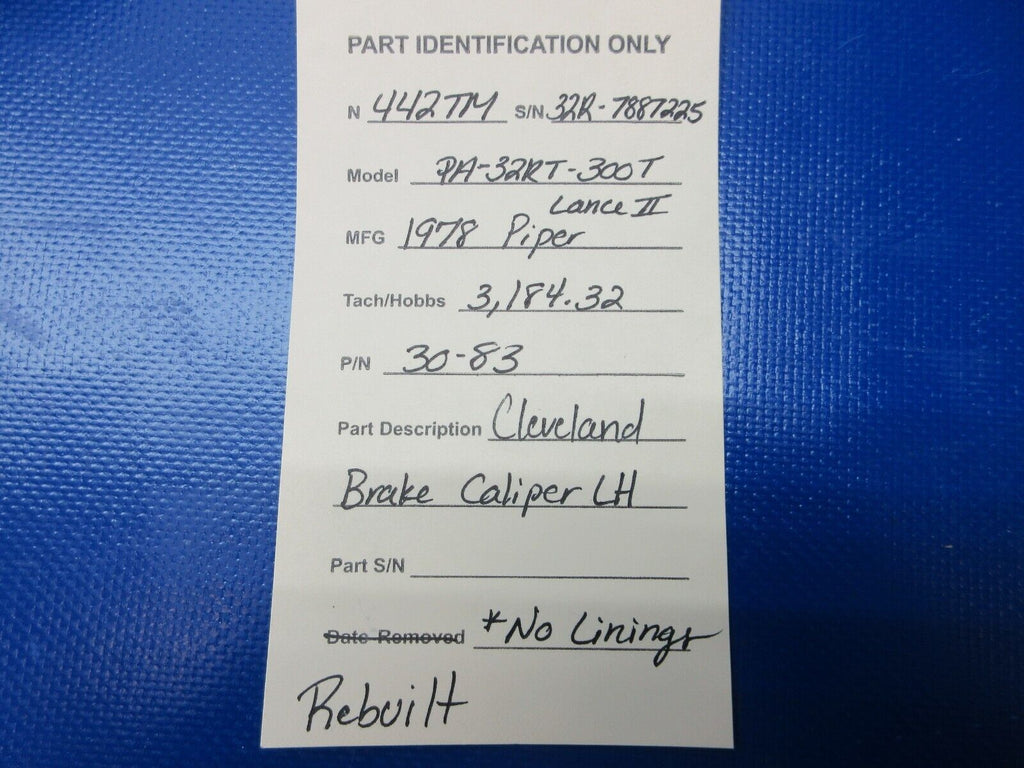 PART IDENTIFICATION ONLY
N 442TM S/N 32R-7887225
Model PA-32RT-300T
Lance II
MFG 1978 Piper
Tach/Hobbs 3,184.32
P/N 30-83
Part Description Cleveland
Brake Caliper LH
Part S/N
Date Removed *No Linings
Rebuilt